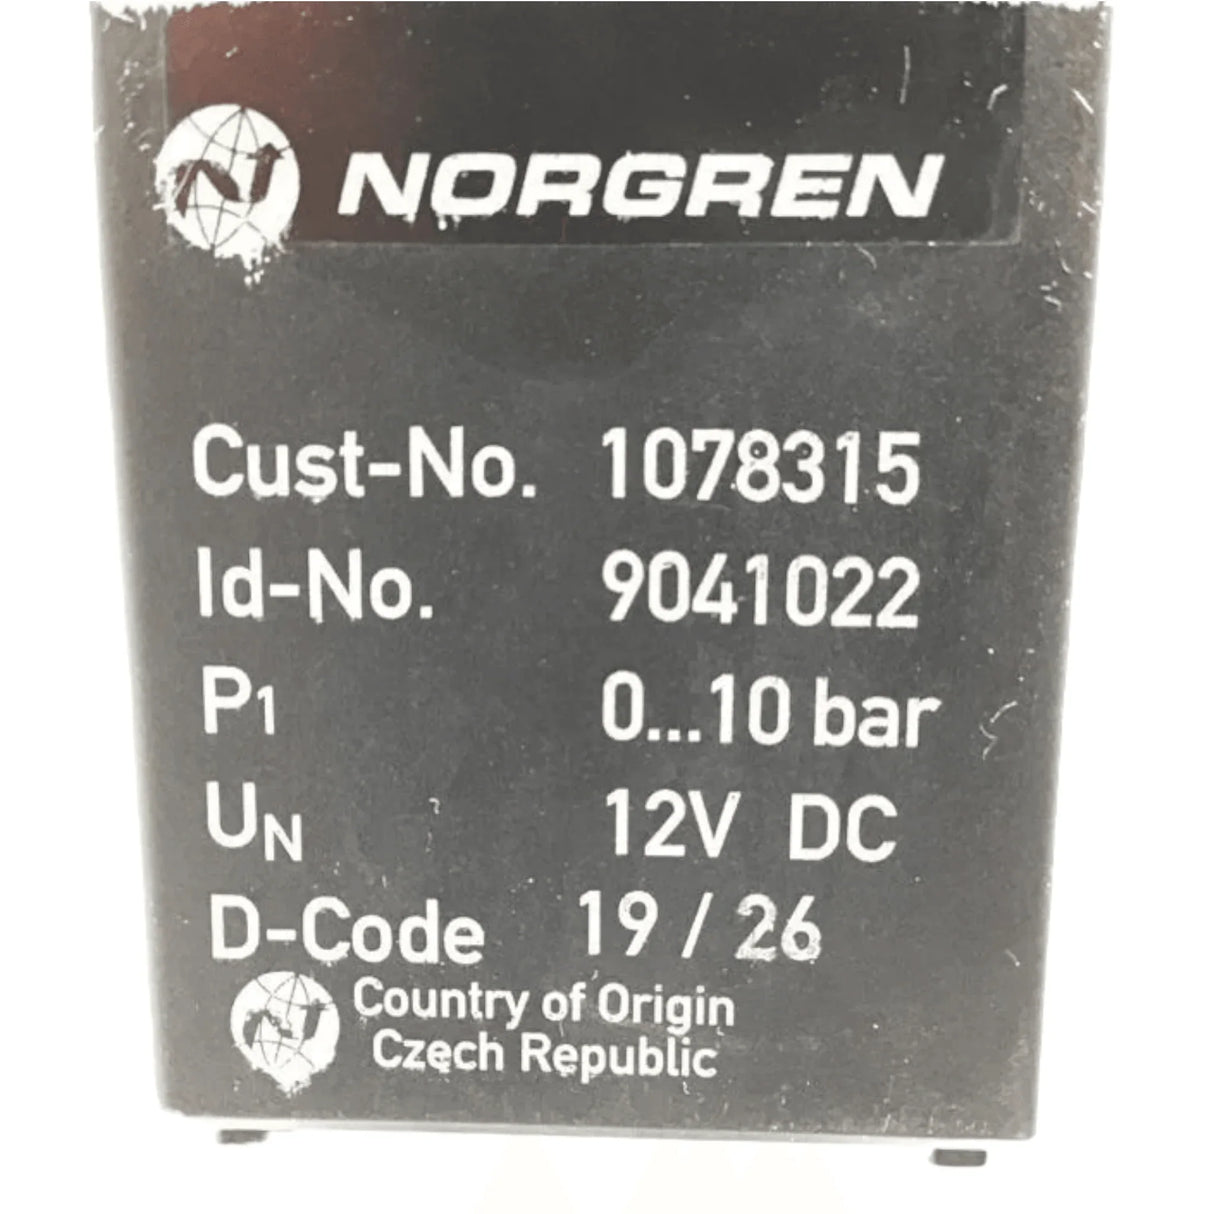 NORGREN
Cust-No. 1078315
Id-No. 9041022
P1 0...10 bar
UN 12V DC
D-Code 19 / 26
Country of Origin
Czech Republic